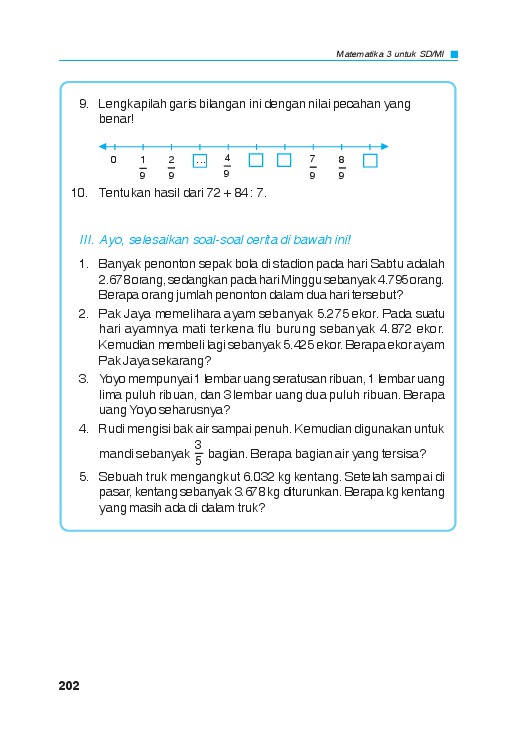 Matematika 3 untuk SD/MI
9. Lengkapilah garis bilangan ini dengan nilai pecahan yang
benar!
0 1/9 2/9 ... 4/9 7/9 8/9
10. Tentukan hasil dari 72 + 84 : 7.
III. Ayo, selesaikan soal-soal cerita di bawah ini!
1. Banyak penonton sepak bola di stadion pada hari Sabtu adalah
2.678 orang, sedangkan pada hari Minggu sebanyak 4.795 orang.
Berapa orang jumlah penonton dalam dua hari tersebut?
2. Pak Jaya memelihara ayam sebanyak 5.275 ekor. Pada suatu
hari ayamnya mati terkena flu burung sebanyak 4.872 ekor.
Kemudian membeli lagi sebanyak 5.425 ekor. Berapa ekor ayam
Pak Jaya sekarang?
3. Yoyo mempunyai 1 lembar uang seratusan ribuan, 1 lembar uang
lima puluh ribuan, dan 3 lembar uang dua puluh ribuan. Berapa
uang Yoyo seharusnya?
4. Rudi mengisi bak air sampai penuh. Kemudian digunakan untuk
mandi sebanyak 3/5 bagian. Berapa bagian air yang tersisa?
5. Sebuah truk mengangkut 6.032 kg kentang. Setelah sampai di
pasar, kentang sebanyak 3.678 kg diturunkan. Berapa kg kentang
yang masih ada di dalam truk?
202